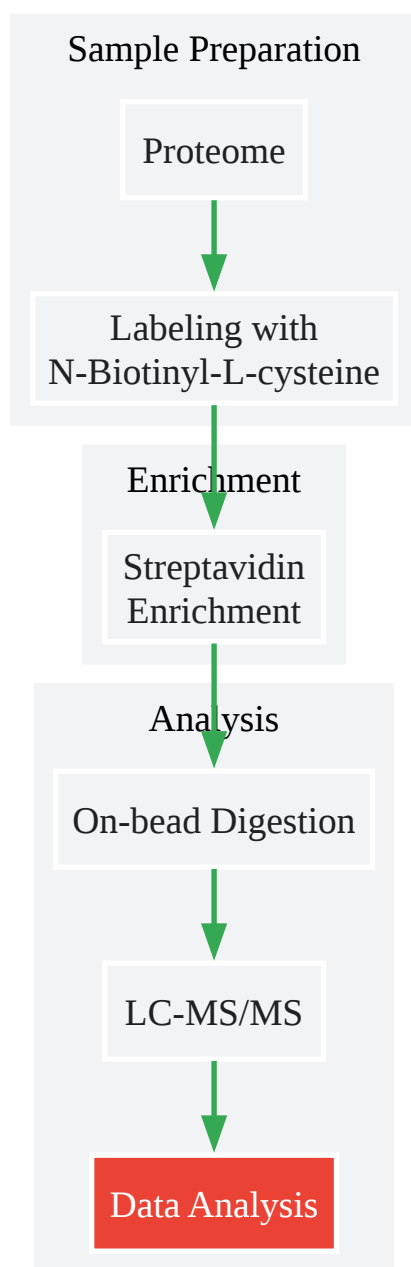 Sample Preparation
Proteome
Labeling with
N-Biotinyl-L-cysteine
Enrichment
Streptavidin
Enrichment
Analysis
On-bead Digestion
LC-MS/MS
Data Analysis